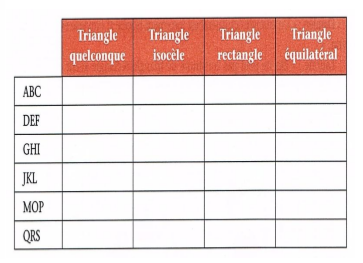 Triangle quelconque
Triangle isocèle
Triangle rectangle
Triangle équilatéral
ABC
DEF
GHI
JKL
MOP
QRS